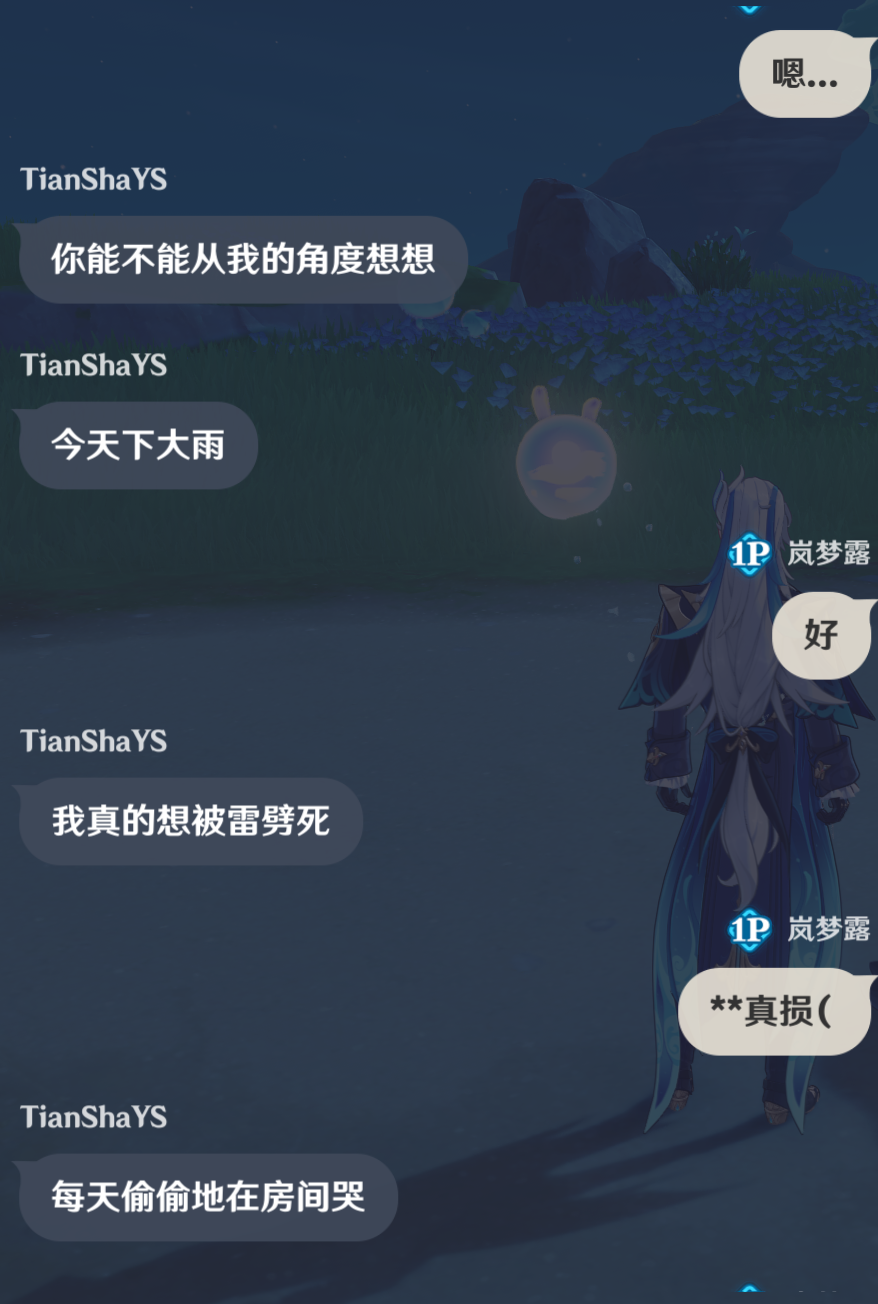 嗯...
TianShaYS
你能不能从我的角度想想
TianShaYS
今天下大雨
1P 岚梦露
好
TianShaYS
我真的想被雷劈死
1P 岚梦露
**真损(
TianShaYS
每天偷偷地在房间哭